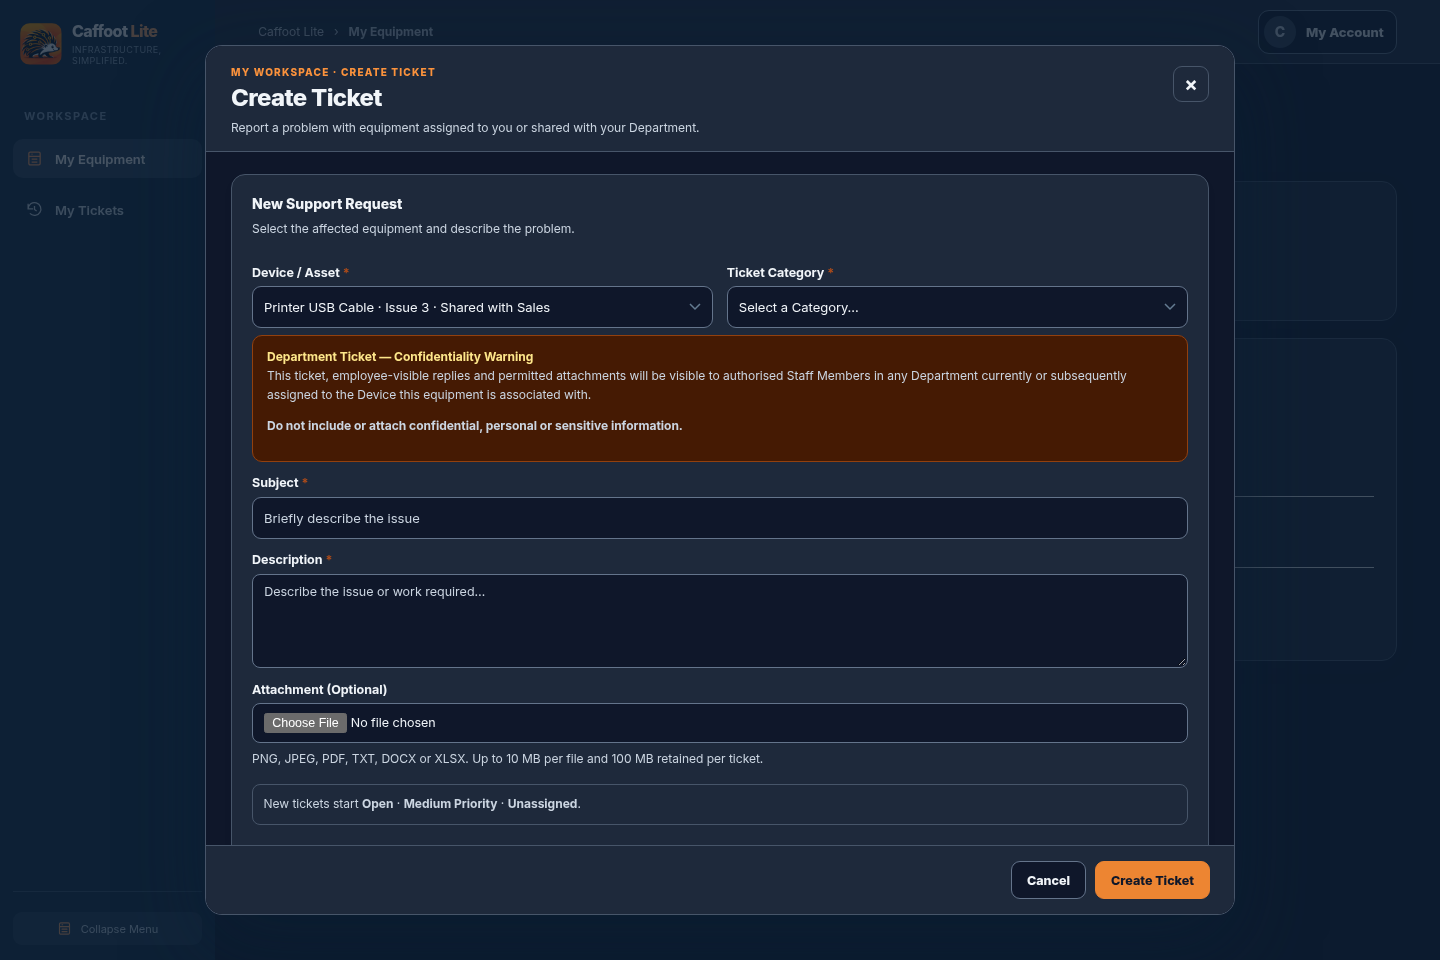 Caffoot Lite
INFRASTRUCTURE,
SIMPLIFIED.
Caffoot Lite › My Equipment
C My Account
WORKSPACE
My Equipment
My Tickets
Collapse Menu
MY WORKSPACE · CREATE TICKET
Create Ticket
Report a problem with equipment assigned to you or shared with your Department.
×
New Support Request
Select the affected equipment and describe the problem.
Device / Asset *
Printer USB Cable · Issue 3 · Shared with Sales
Ticket Category *
Select a Category...
Department Ticket — Confidentiality Warning
This ticket, employee-visible replies and permitted attachments will be visible to authorised Staff Members in any Department currently or subsequently
assigned to the Device this equipment is associated with.
Do not include or attach confidential, personal or sensitive information.
Subject *
Briefly describe the issue
Description *
Describe the issue or work required...
Attachment (Optional)
Choose File No file chosen
PNG, JPEG, PDF, TXT, DOCX or XLSX. Up to 10 MB per file and 100 MB retained per ticket.
New tickets start Open · Medium Priority · Unassigned.
Cancel
Create Ticket